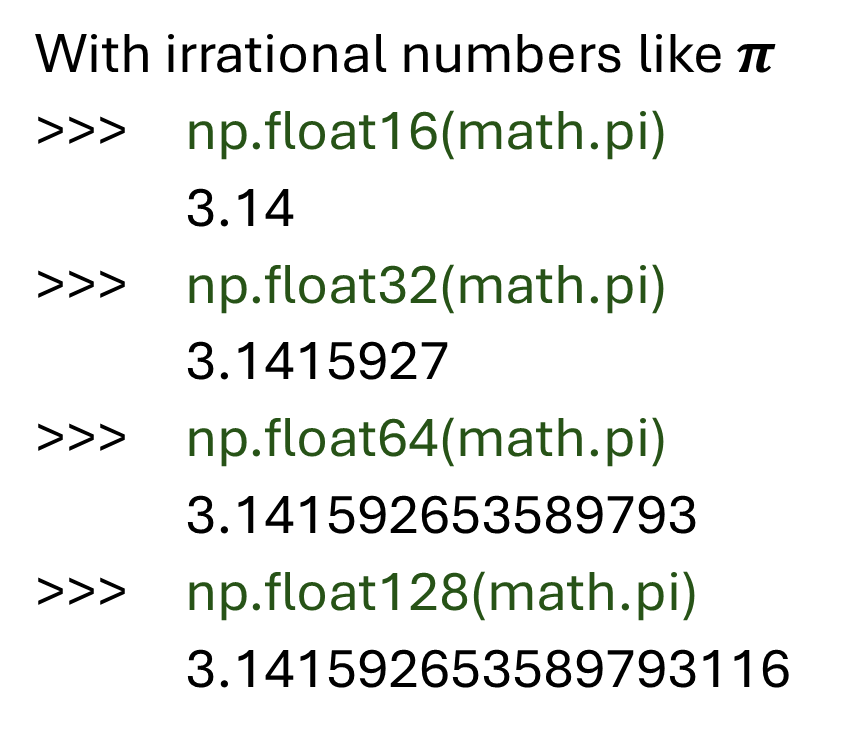 With irrational numbers like π
>>> np.float16(math.pi)
3.14
>>> np.float32(math.pi)
3.1415927
>>> np.float64(math.pi)
3.141592653589793
>>> np.float128(math.pi)
3.141592653589793116